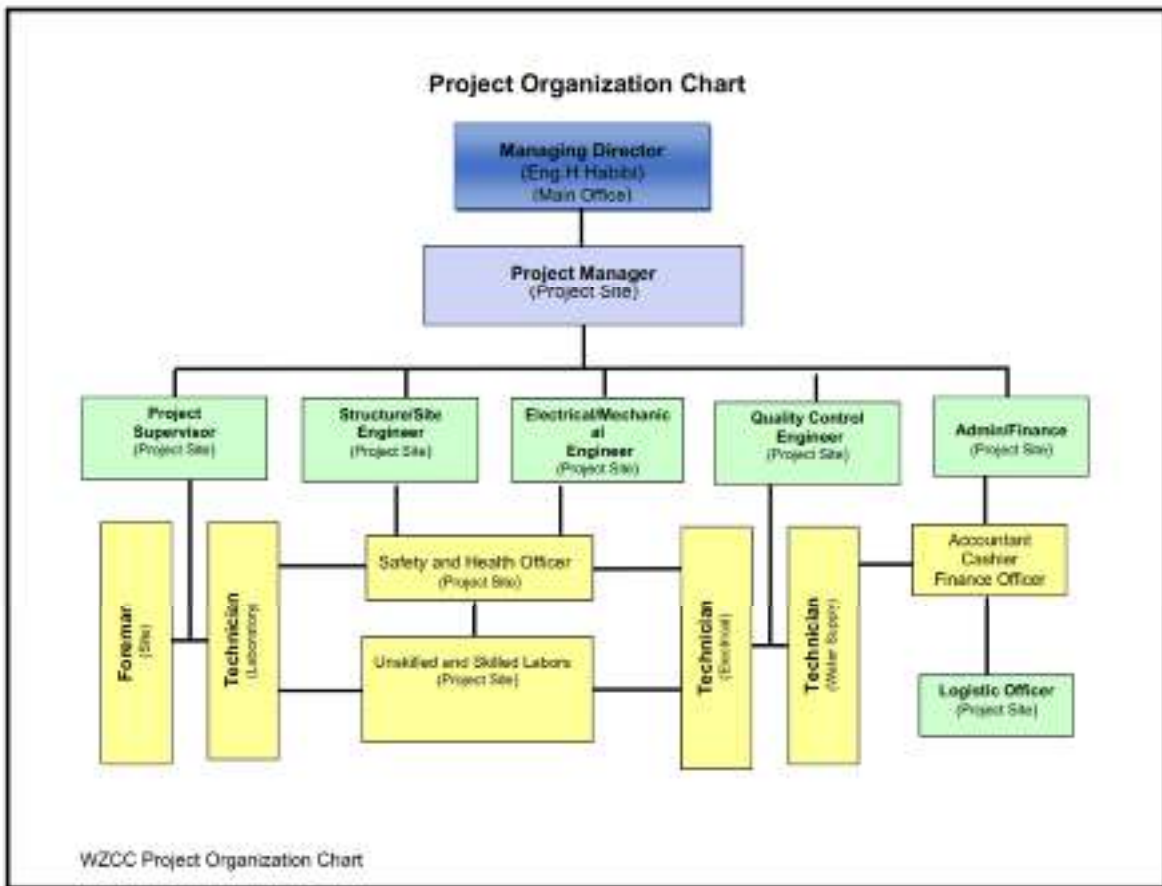 Project Organization Chart
Managing Director
(Eng.H Habibi)
(Main Office)
Project Manager
(Project Site)
Project
Supervisor
(Project Site)
Structure/Site
Engineer
(Project Site)
Electrical/Mechanic
al
Engineer
(Project Site)
Quality Control
Engineer
(Project Site)
Admin/Finance
(Project Site)
Foremar
(Site)
Technician
(Laboratory)
Safety and Health Officer
(Project Site)
Unskilled and Skilled Labors
(Project Site)
Technician
(Electrical)
Technician
(Water Supply)
Accountant
Cashier
Finance Officer
Logistic Officer
(Project Site)
WZCC Project Organization Chart